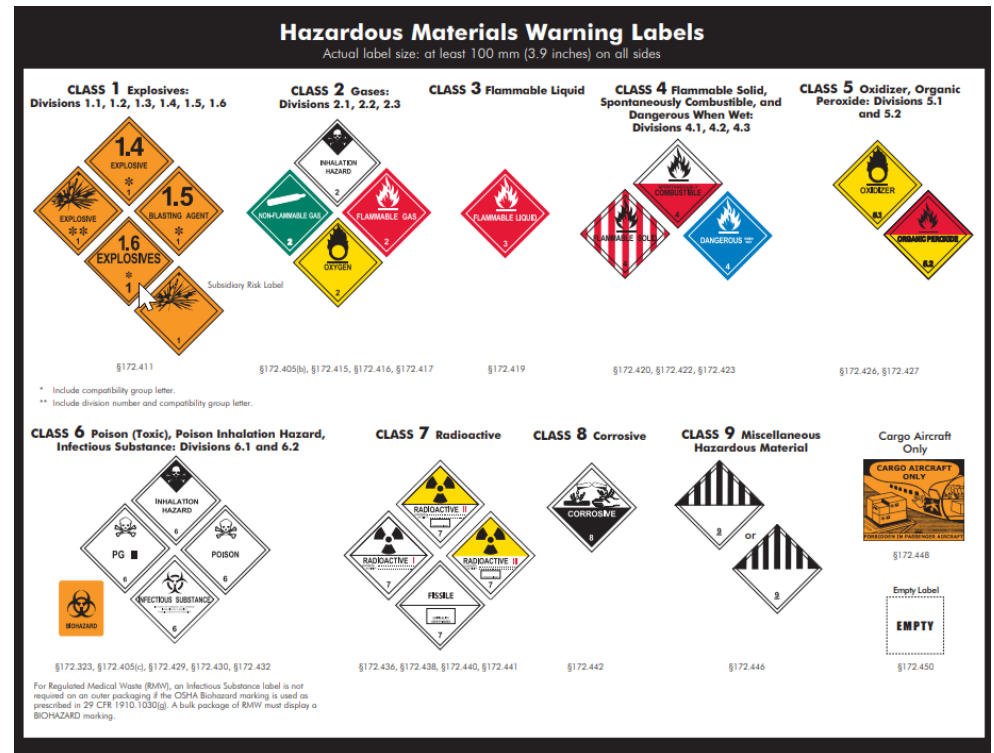 Hazardous Materials Warning Labels
Actual label size: at least 100 mm (3.9 inches) on all sides
CLASS 1 Explosives:
Divisions 1.1, 1.2, 1.3, 1.4, 1.5, 1.6
1.4
EXPLOSIVE
*
1
EXPLOSIVE
**
1
1.5
BLASTING AGENT
*
1
1.6
EXPLOSIVES
*
1
1
Subsidiary Risk Label
§172.411
* Include compatibility group letter.
** Include division number and compatibility group letter.
CLASS 2 Gases:
Divisions 2.1, 2.2, 2.3
INHALATION
HAZARD
2
NON-FLAMMABLE GAS
2
FLAMMABLE GAS
2
OXYGEN
2
§172.405(b), §172.415, §172.416, §172.417
CLASS 3 Flammable Liquid
FLAMMABLE LIQUID
3
§172.419
CLASS 4 Flammable Solid,
Spontaneously Combustible, and
Dangerous When Wet:
Divisions 4.1, 4.2, 4.3
SPONTANEOUSLY
COMBUSTIBLE
4
FLAMMABLE SOLID
4
DANGEROUS
4
§172.420, §172.422, §172.423
CLASS 5 Oxidizer, Organic
Peroxide: Divisions 5.1
and 5.2
OXIDIZER
5.1
ORGANIC PEROXIDE
5.2
§172.426, §172.427
CLASS 6 Poison (Toxic), Poison Inhalation Hazard,
Infectious Substance: Divisions 6.1 and 6.2
INHALATION
HAZARD
6
PG III
6
POISON
6
INFECTIOUS SUBSTANCE
6
BIOHAZARD
§172.323, §172.405(c), §172.429, §172.430, §172.432
For Regulated Medical Waste (RMW), an Infectious Substance label is not
required on an outer packaging if the OSHA Biohazard marking is used as
prescribed in 29 CFR 1910.1030(g). A bulk package of RMW must display a
BIOHAZARD marking.
CLASS 7 Radioactive
RADIOACTIVE II
7
RADIOACTIVE I
7
RADIOACTIVE III
7
FISSILE
7
§172.436, §172.438, §172.440, §172.441
CLASS 8 Corrosive
CORROSIVE
8
§172.442
CLASS 9 Miscellaneous
Hazardous Material
9
or
9
§172.446
Cargo Aircraft
Only
CARGO AIRCRAFT
ONLY
FORBIDDEN IN PASSENGER AIRCRAFT
§172.448
Empty Label
EMPTY
§172.450